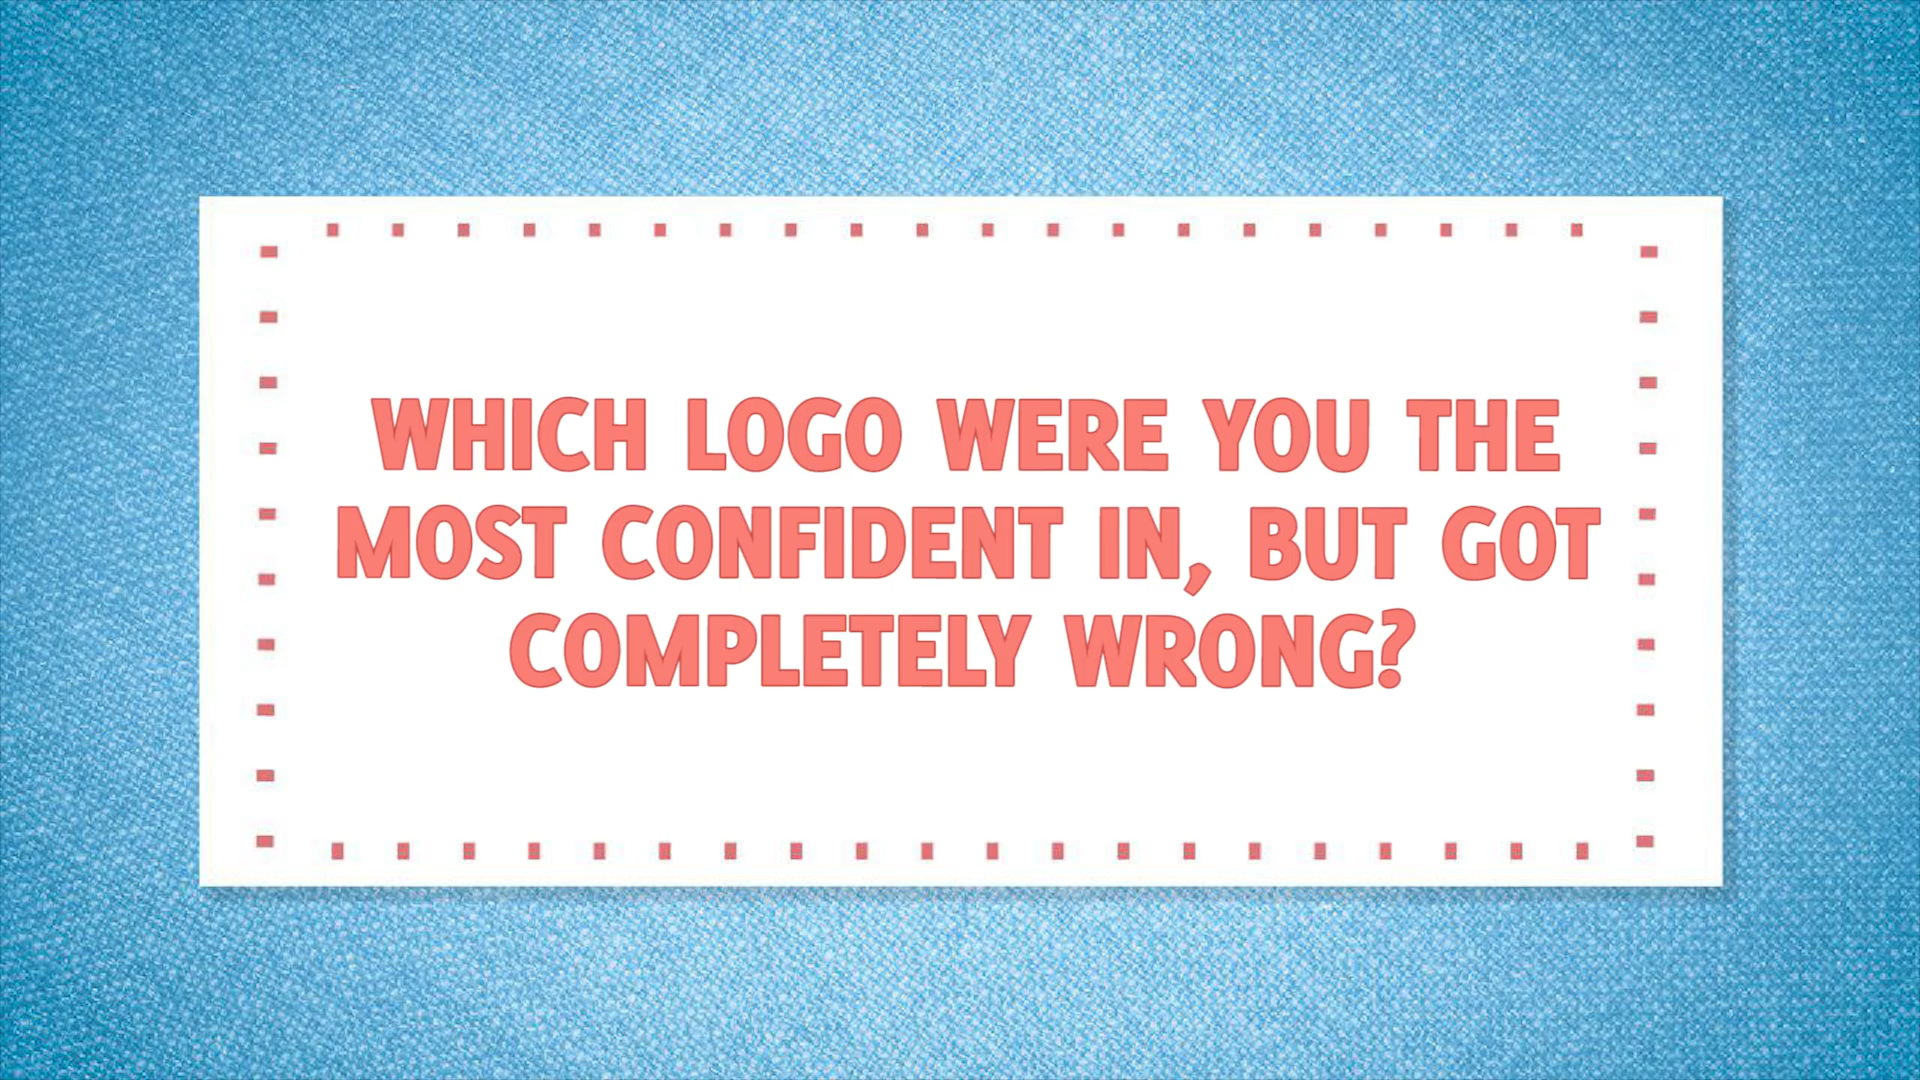 WHICH LOGO WERE YOU THE
MOST CONFIDENT IN, BUT GOT
COMPLETELY WRONG?